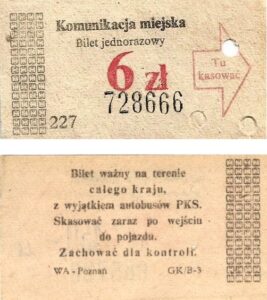 Komunikacja miejska
Bilet jednorazowy
6 zł
Tu
kasować
728666
227
Bilet ważny na terenie
całego kraju,
z wyjątkiem autobusów PKS.
Skasować zaraz po wejściu
do pojazdu.
Zachować dla kontroli.
WA - Poznań GK/B-3